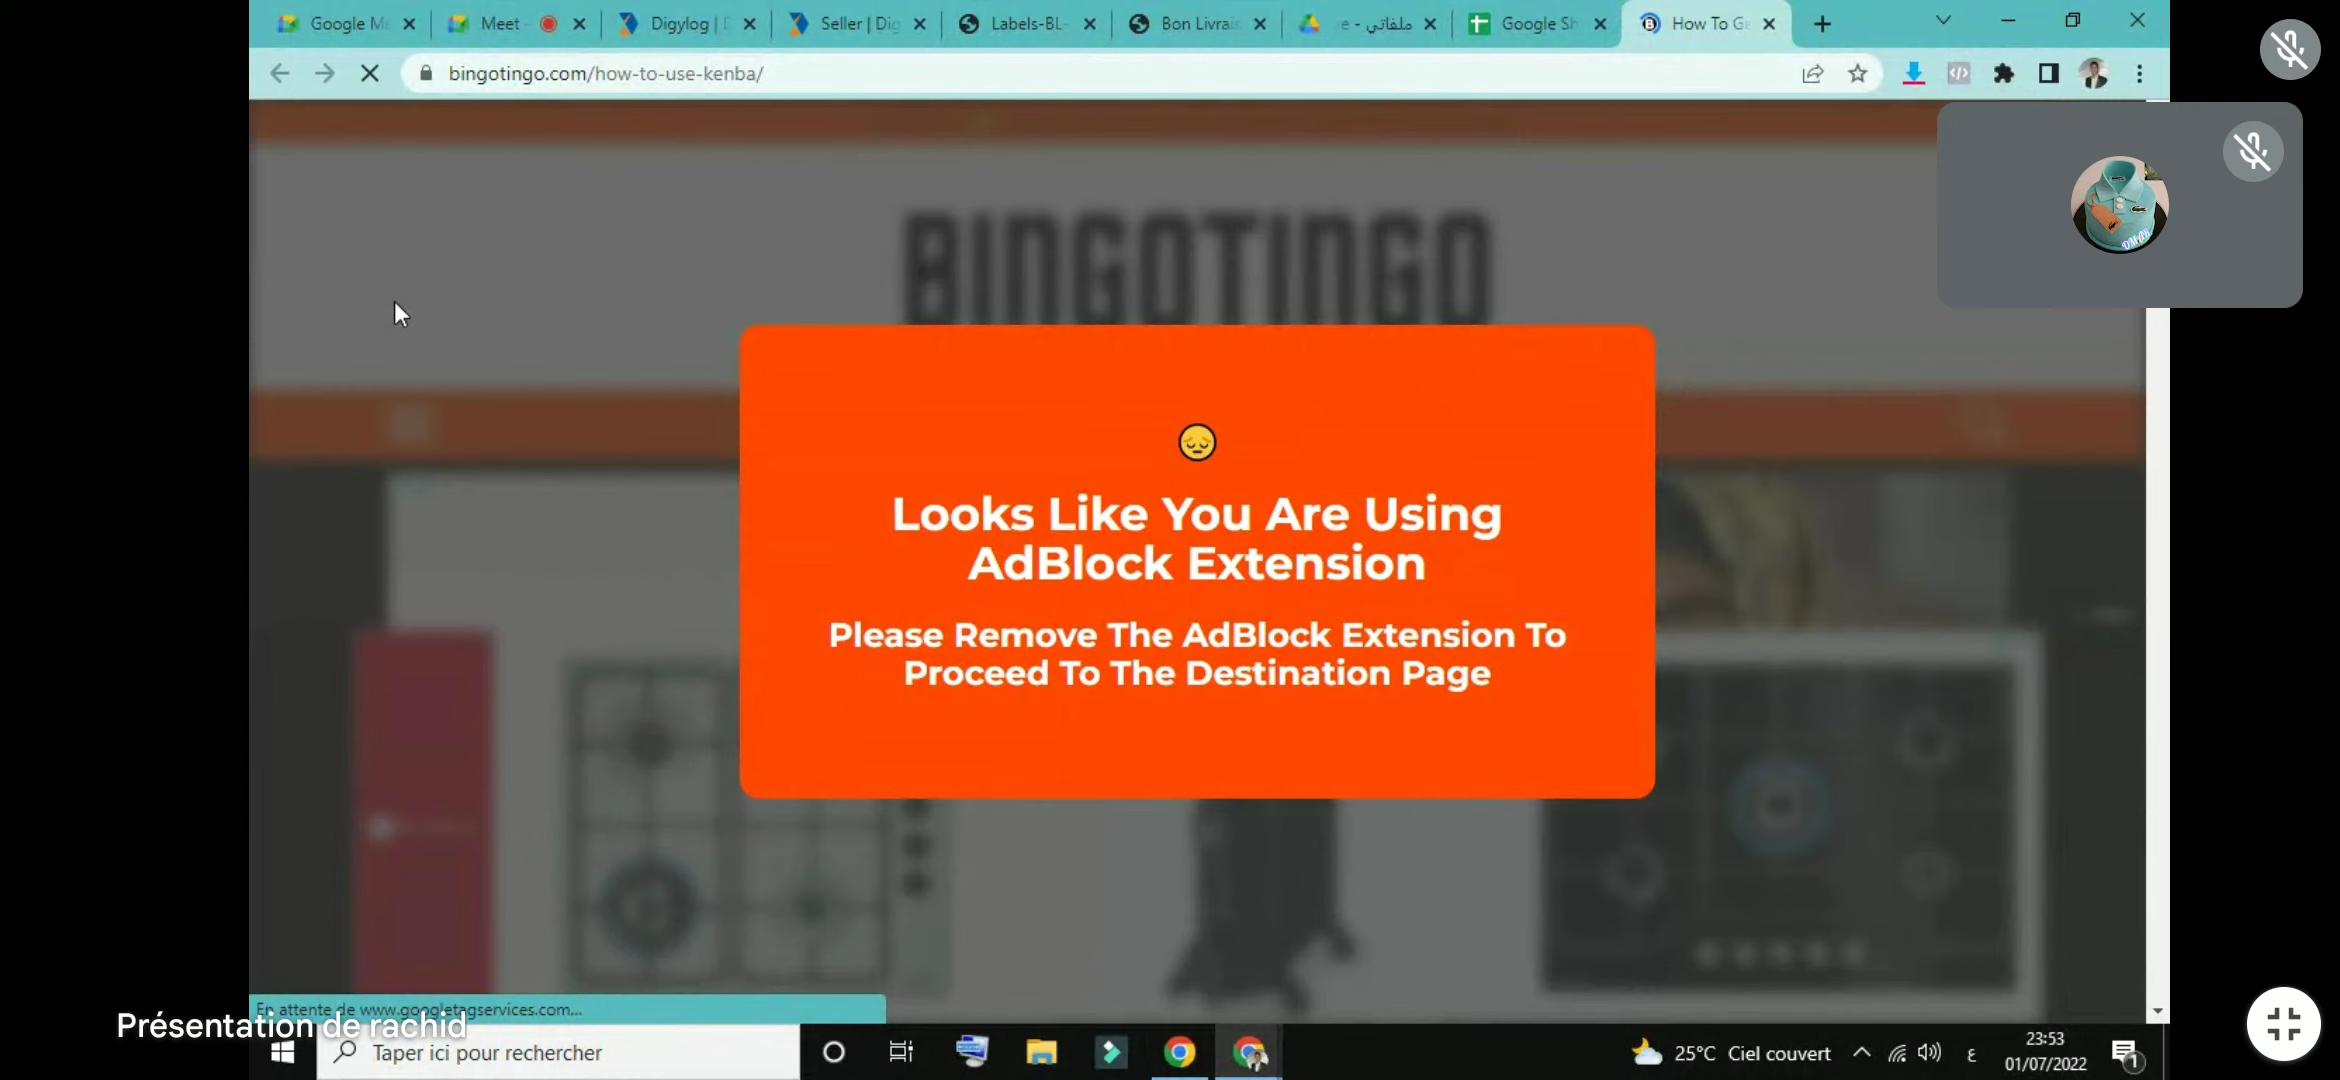 Google M
Meet -
Digylog | D
Seller | Dig
Labels-BL-
Bon Livrais
ملفاتي - e
Google Sh
How To Ge
bingotingo.com/how-to-use-kenba/
BINGOTINGO
Looks Like You Are Using
AdBlock Extension
Please Remove The AdBlock Extension To
Proceed To The Destination Page
En attente de www.googletagservices.com...
Présentation de rachid
Taper ici pour rechercher
25°C Ciel couvert
ع
23:53
01/07/2022
1